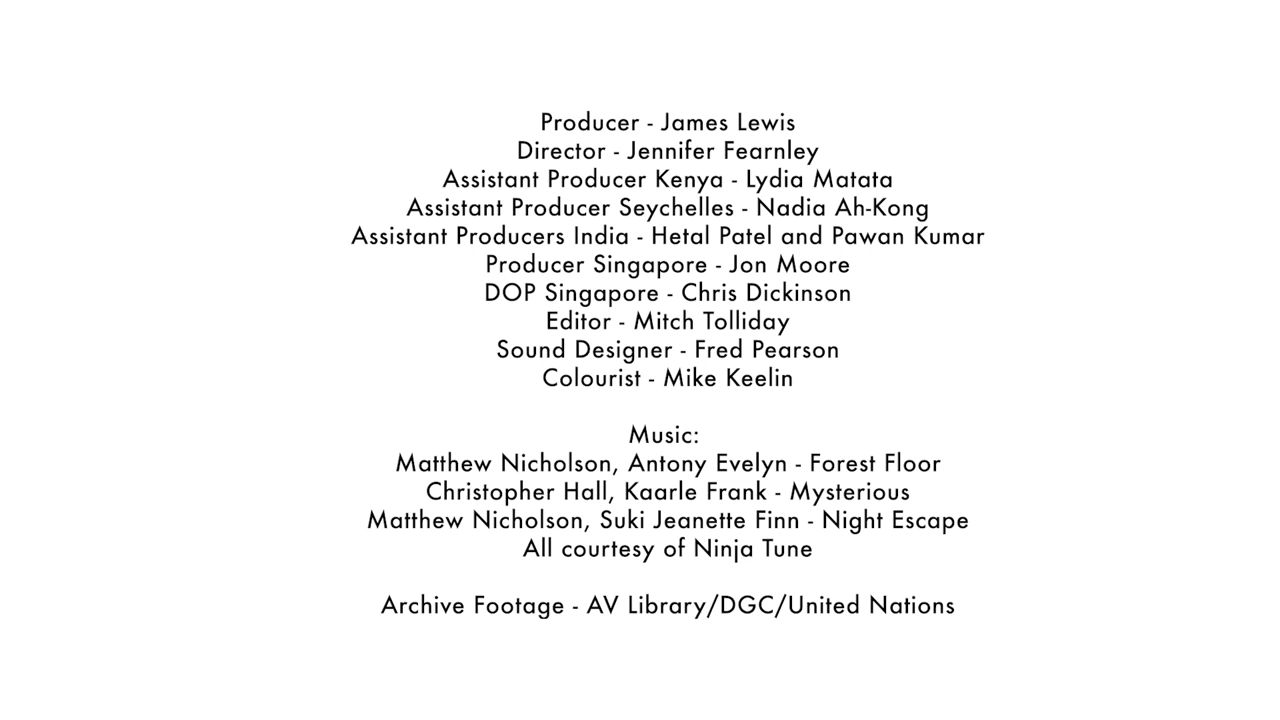 Producer - James Lewis
Director - Jennifer Fearnley
Assistant Producer Kenya - Lydia Matata
Assistant Producer Seychelles - Nadia Ah-Kong
Assistant Producers India - Hetal Patel and Pawan Kumar
Producer Singapore - Jon Moore
DOP Singapore - Chris Dickinson
Editor - Mitch Tolliday
Sound Designer - Fred Pearson
Colourist - Mike Keelin
Music:
Matthew Nicholson, Antony Evelyn - Forest Floor
Christopher Hall, Kaarle Frank - Mysterious
Matthew Nicholson, Suki Jeanette Finn - Night Escape
All courtesy of Ninja Tune
Archive Footage - AV Library/DGC/United Nations